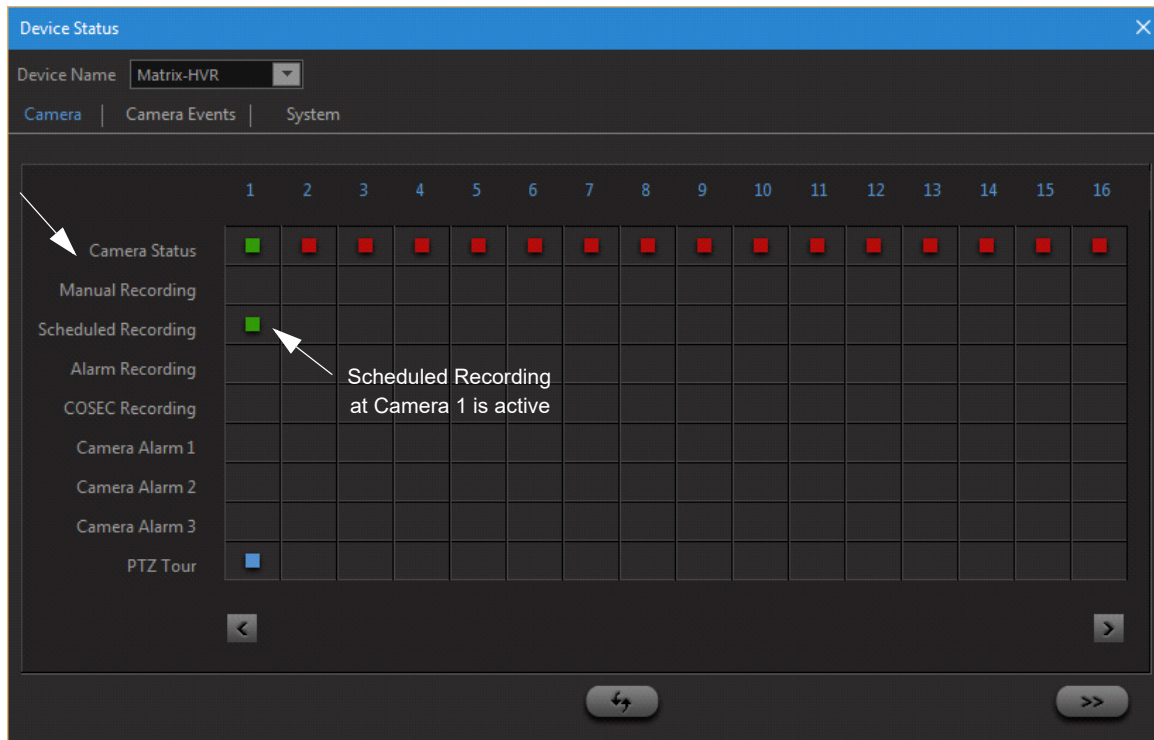 Device Status
Device Name Matrix-HVR
Camera | Camera Events | System
1 2 3 4 5 6 7 8 9 10 11 12 13 14 15 16
Camera Status
Manual Recording
Scheduled Recording
Scheduled Recording
at Camera 1 is active
Alarm Recording
COSEC Recording
Camera Alarm 1
Camera Alarm 2
Camera Alarm 3
PTZ Tour
< >
>>